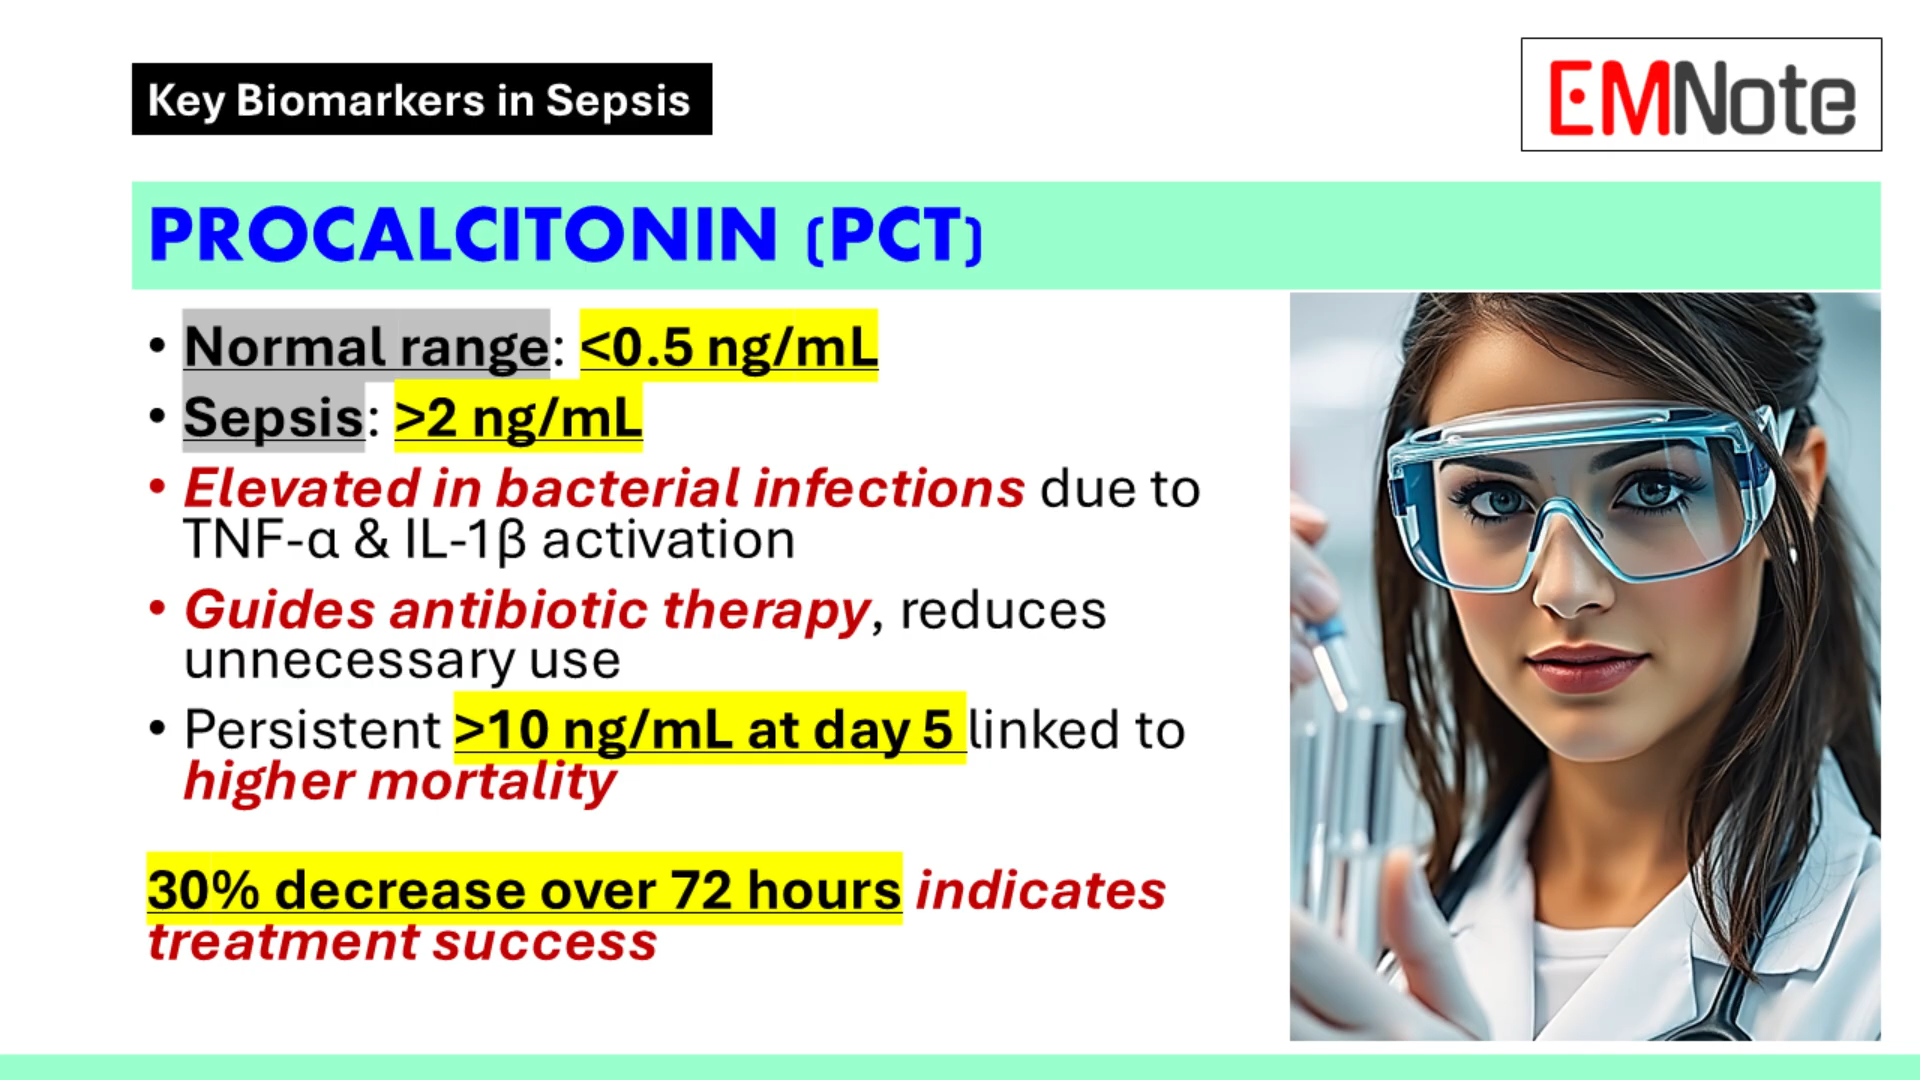 Key Biomarkers in Sepsis
EMNote
PROCALCITONIN (PCT)
• Normal range: <0.5 ng/mL
• Sepsis: >2 ng/mL
• Elevated in bacterial infections due to
TNF-α & IL-1β activation
• Guides antibiotic therapy, reduces
unnecessary use
• Persistent >10 ng/mL at day 5 linked to
higher mortality
30% decrease over 72 hours indicates
treatment success